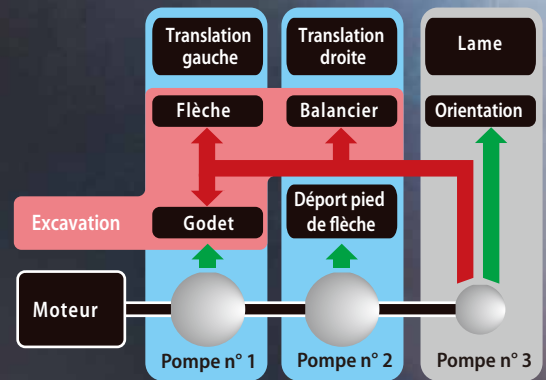 Translation
gauche
Translation
droite
Lame
Flèche
Balancier
Orientation
Excavation
Godet
Déport pied
de flèche
Moteur
Pompe n° 1
Pompe n° 2
Pompe n° 3